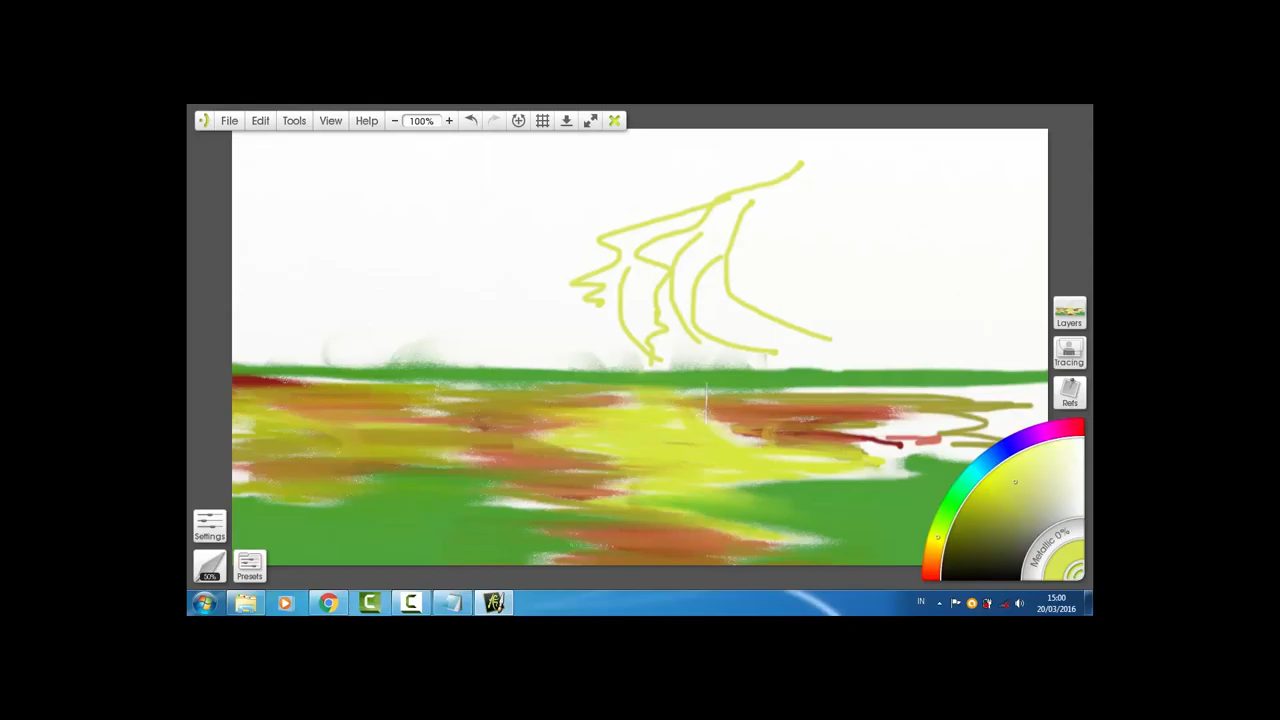 File Edit Tools View Help − 100% +
Layers
Tracing
Refs
Metallic 0%
Settings
50% Presets
IN 15:00
20/03/2016